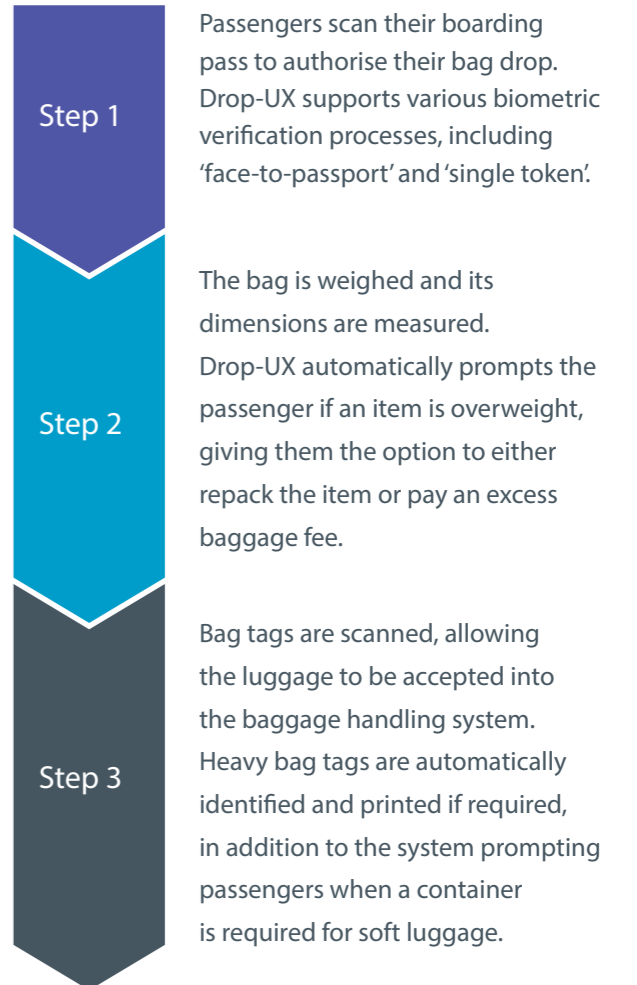 Step 1
Passengers scan their boarding
pass to authorise their bag drop.
Drop-UX supports various biometric
verification processes, including
‘face-to-passport’ and ‘single token’.
Step 2
The bag is weighed and its
dimensions are measured.
Drop-UX automatically prompts the
passenger if an item is overweight,
giving them the option to either
repack the item or pay an excess
baggage fee.
Step 3
Bag tags are scanned, allowing
the luggage to be accepted into
the baggage handling system.
Heavy bag tags are automatically
identified and printed if required,
in addition to the system prompting
passengers when a container
is required for soft luggage.